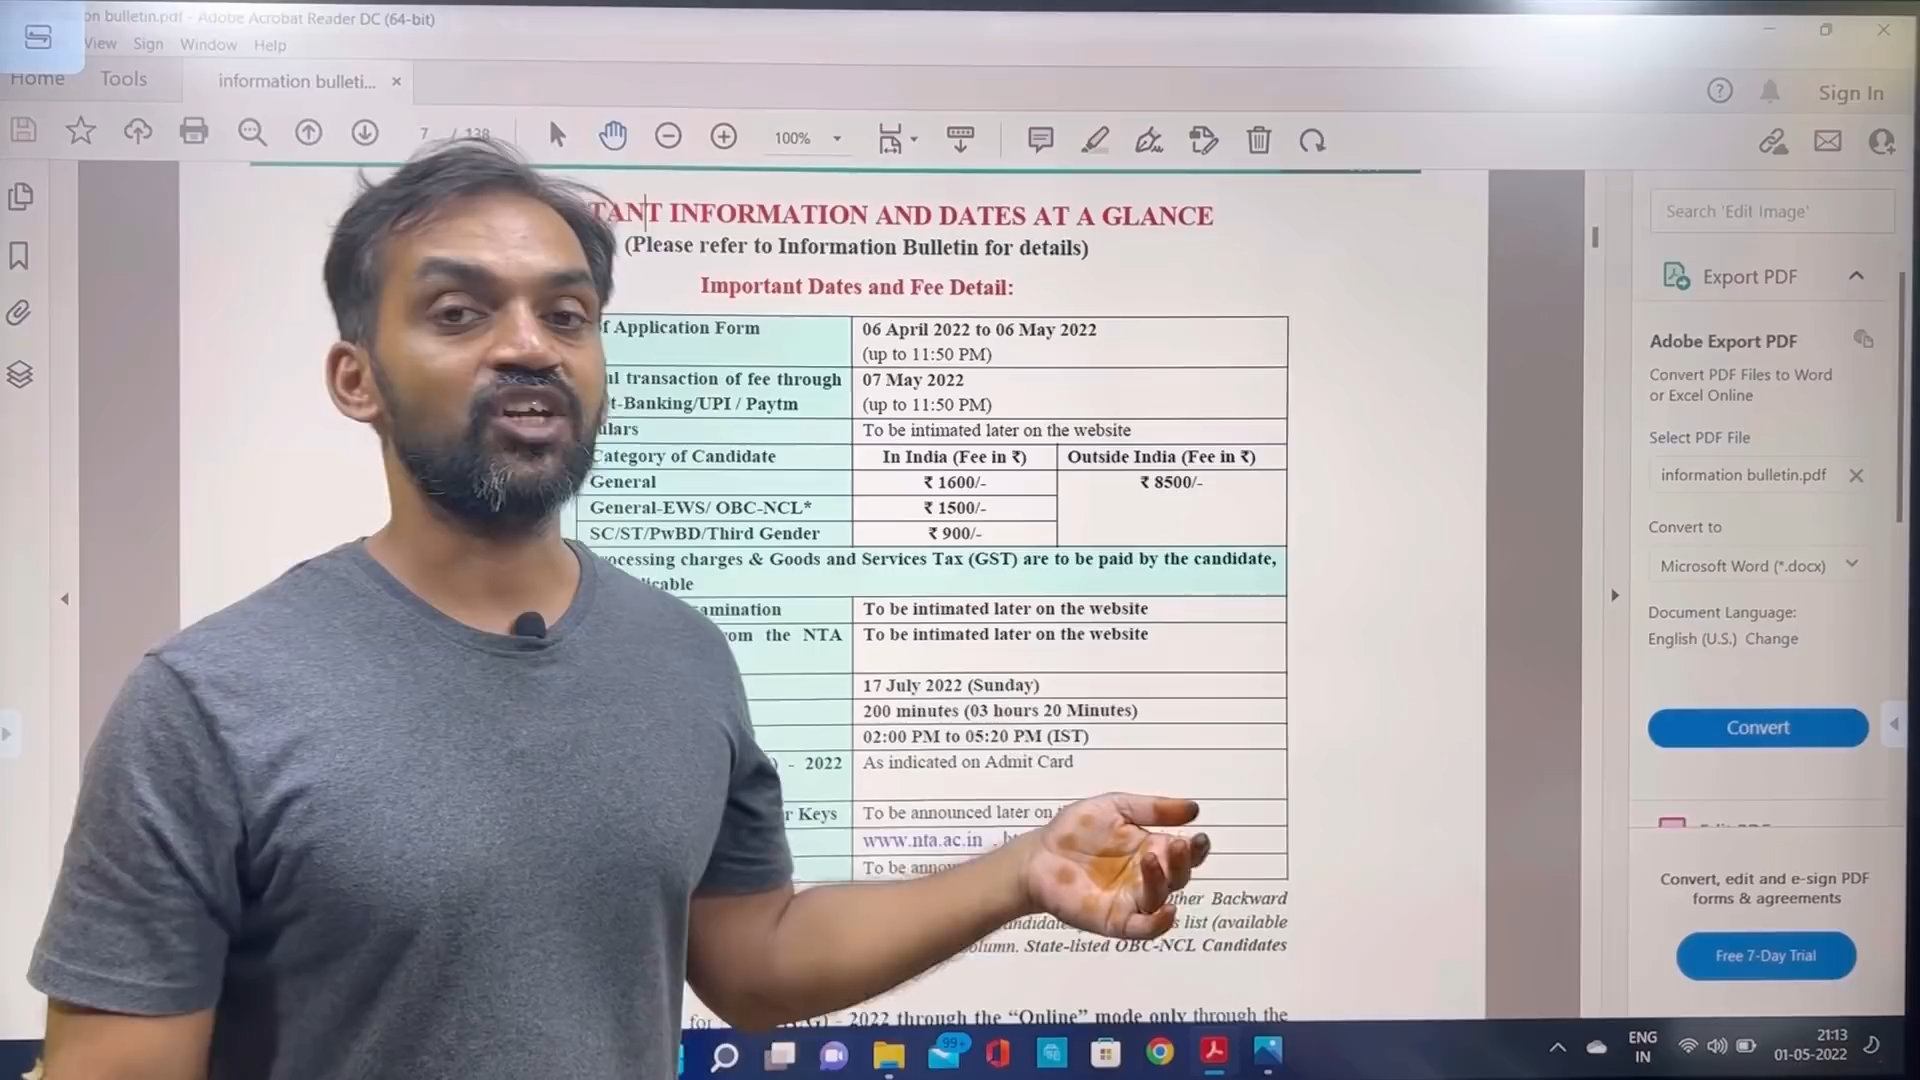 on bulletin.pdf - Adobe Acrobat Reader DC (64-bit)
View Sign Window Help
Home Tools information bulleti... ×
7 / 138
100%
Sign In
TANT INFORMATION AND DATES AT A GLANCE
(Please refer to Information Bulletin for details)
Important Dates and Fee Detail:
f Application Form 06 April 2022 to 06 May 2022
(up to 11:50 PM)
al transaction of fee through 07 May 2022
t-Banking/UPI / Paytm (up to 11:50 PM)
ulars To be intimated later on the website
Category of Candidate In India (Fee in ₹) Outside India (Fee in ₹)
General ₹ 1600/- ₹ 8500/-
General-EWS/ OBC-NCL* ₹ 1500/-
SC/ST/PwBD/Third Gender ₹ 900/-
rocessing charges & Goods and Services Tax (GST) are to be paid by the candidate,
licable
amination To be intimated later on the website
om the NTA To be intimated later on the website
17 July 2022 (Sunday)
200 minutes (03 hours 20 Minutes)
02:00 PM to 05:20 PM (IST)
) - 2022 As indicated on Admit Card
r Keys To be announced later on
www.nta.ac.in
To be
ther Backward
s list (available
olumn. State-listed OBC-NCL Candidates
for - 2022 through the “Online” mode only through the
Search 'Edit Image'
Export PDF
Adobe Export PDF
Convert PDF Files to Word
or Excel Online
Select PDF File
information bulletin.pdf
Convert to
Microsoft Word (*.docx)
Document Language:
English (U.S.) Change
Convert
Convert, edit and e-sign PDF
forms & agreements
Free 7-Day Trial
99+
ENG
IN
21:13
01-05-2022